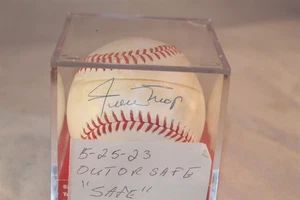 5-25-23
OUT OR SAFE
"SAFE"